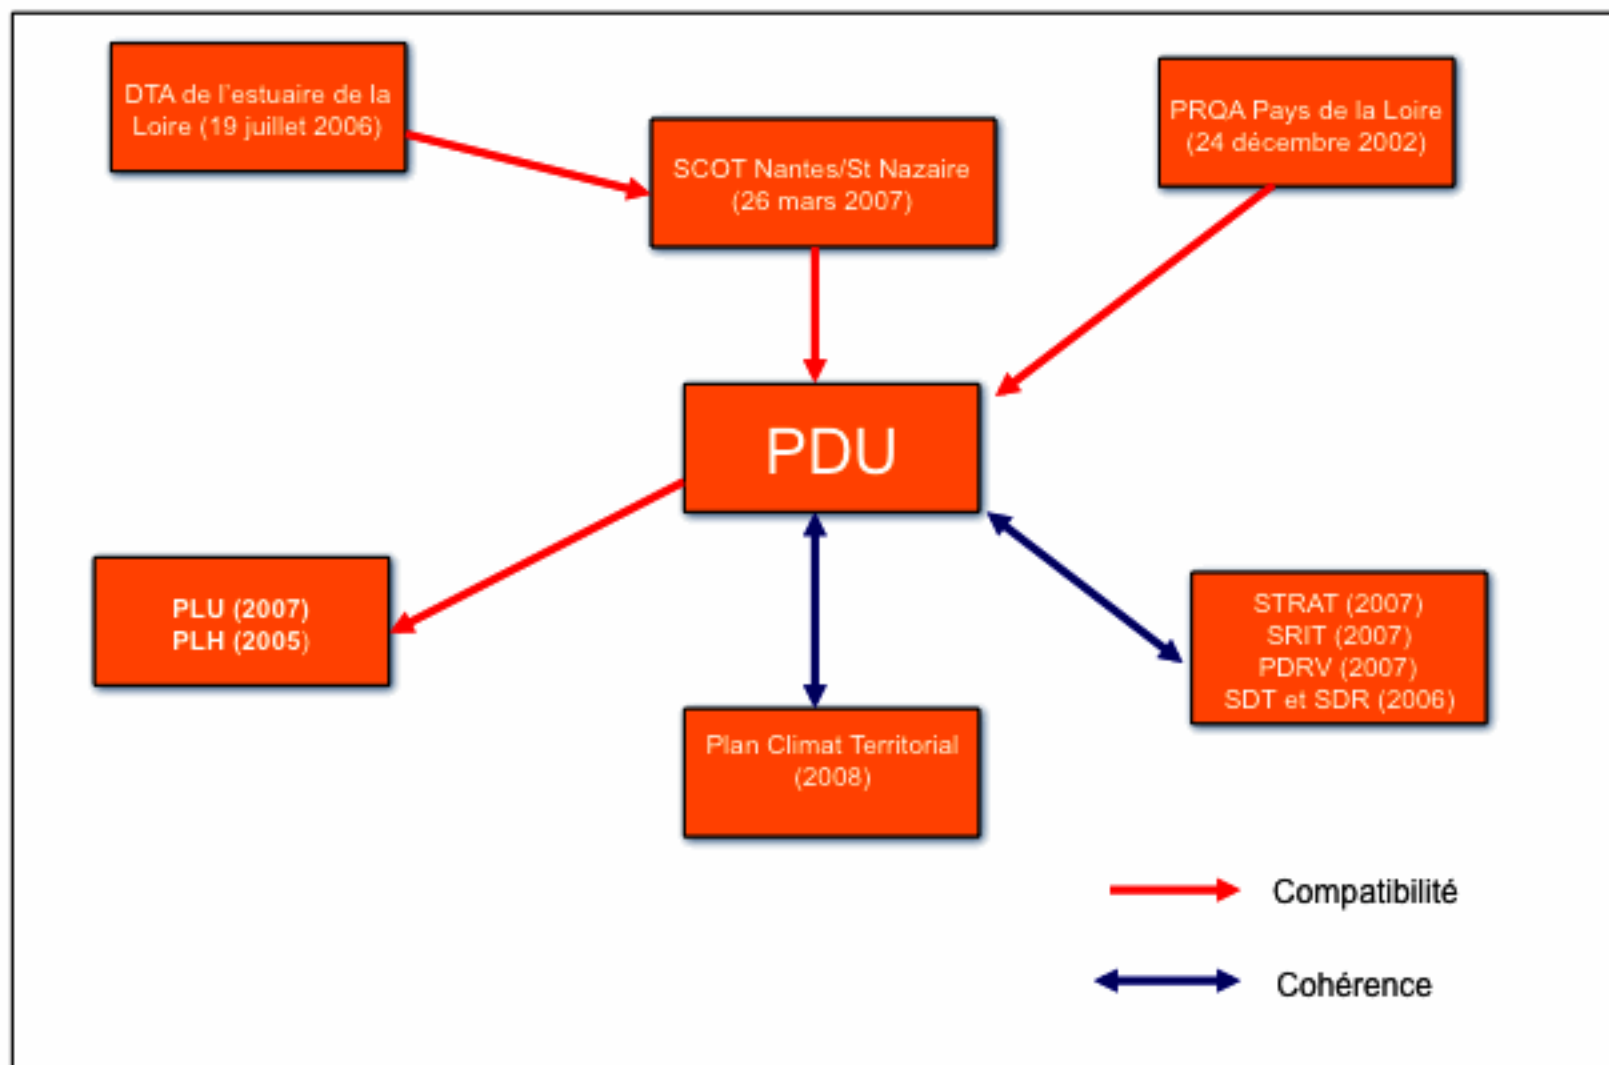 DTA de l'estuaire de la
Loire (19 juillet 2006)
SCOT Nantes/St Nazaire
(26 mars 2007)
PRQA Pays de la Loire
(24 décembre 2002)
PDU
PLU (2007)
PLH (2005)
Plan Climat Territorial
(2008)
STRAT (2007)
SRIT (2007)
PDRV (2007)
SDT et SDR (2006)
Compatibilité
Cohérence